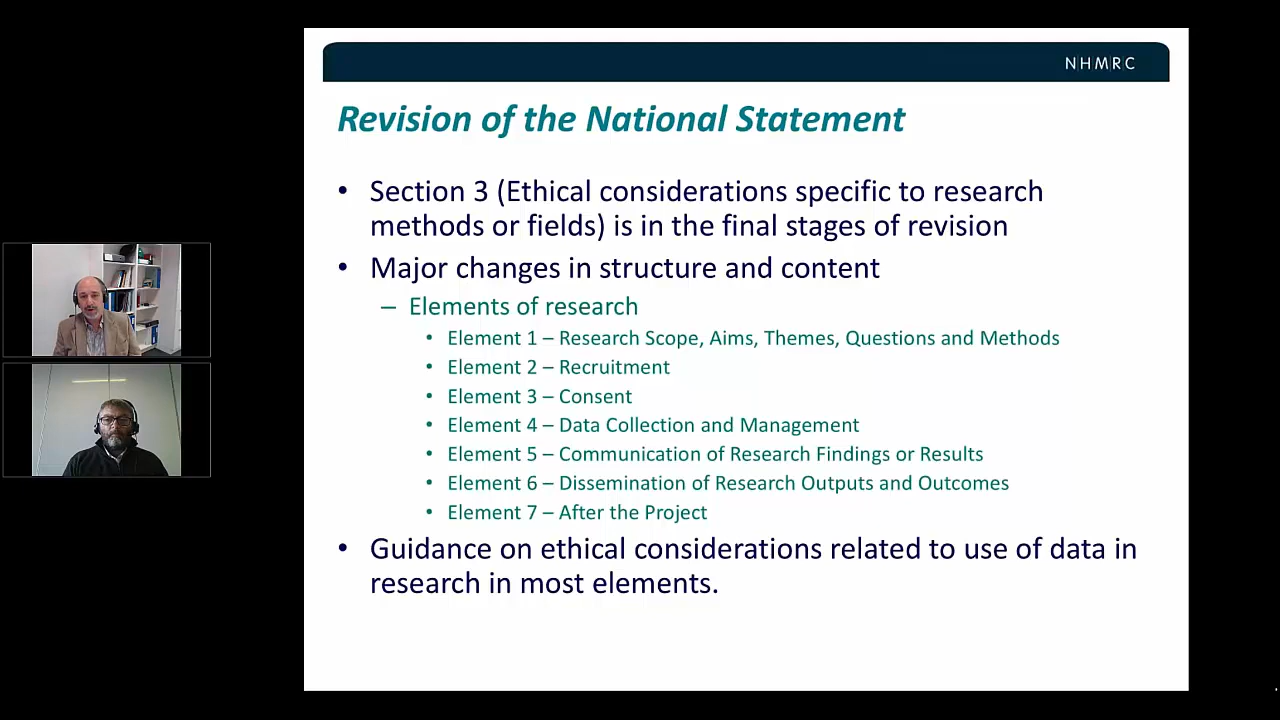 NHMRC
Revision of the National Statement
• Section 3 (Ethical considerations specific to research
methods or fields) is in the final stages of revision
• Major changes in structure and content
– Elements of research
• Element 1 – Research Scope, Aims, Themes, Questions and Methods
• Element 2 – Recruitment
• Element 3 – Consent
• Element 4 – Data Collection and Management
• Element 5 – Communication of Research Findings or Results
• Element 6 – Dissemination of Research Outputs and Outcomes
• Element 7 – After the Project
• Guidance on ethical considerations related to use of data in
research in most elements.